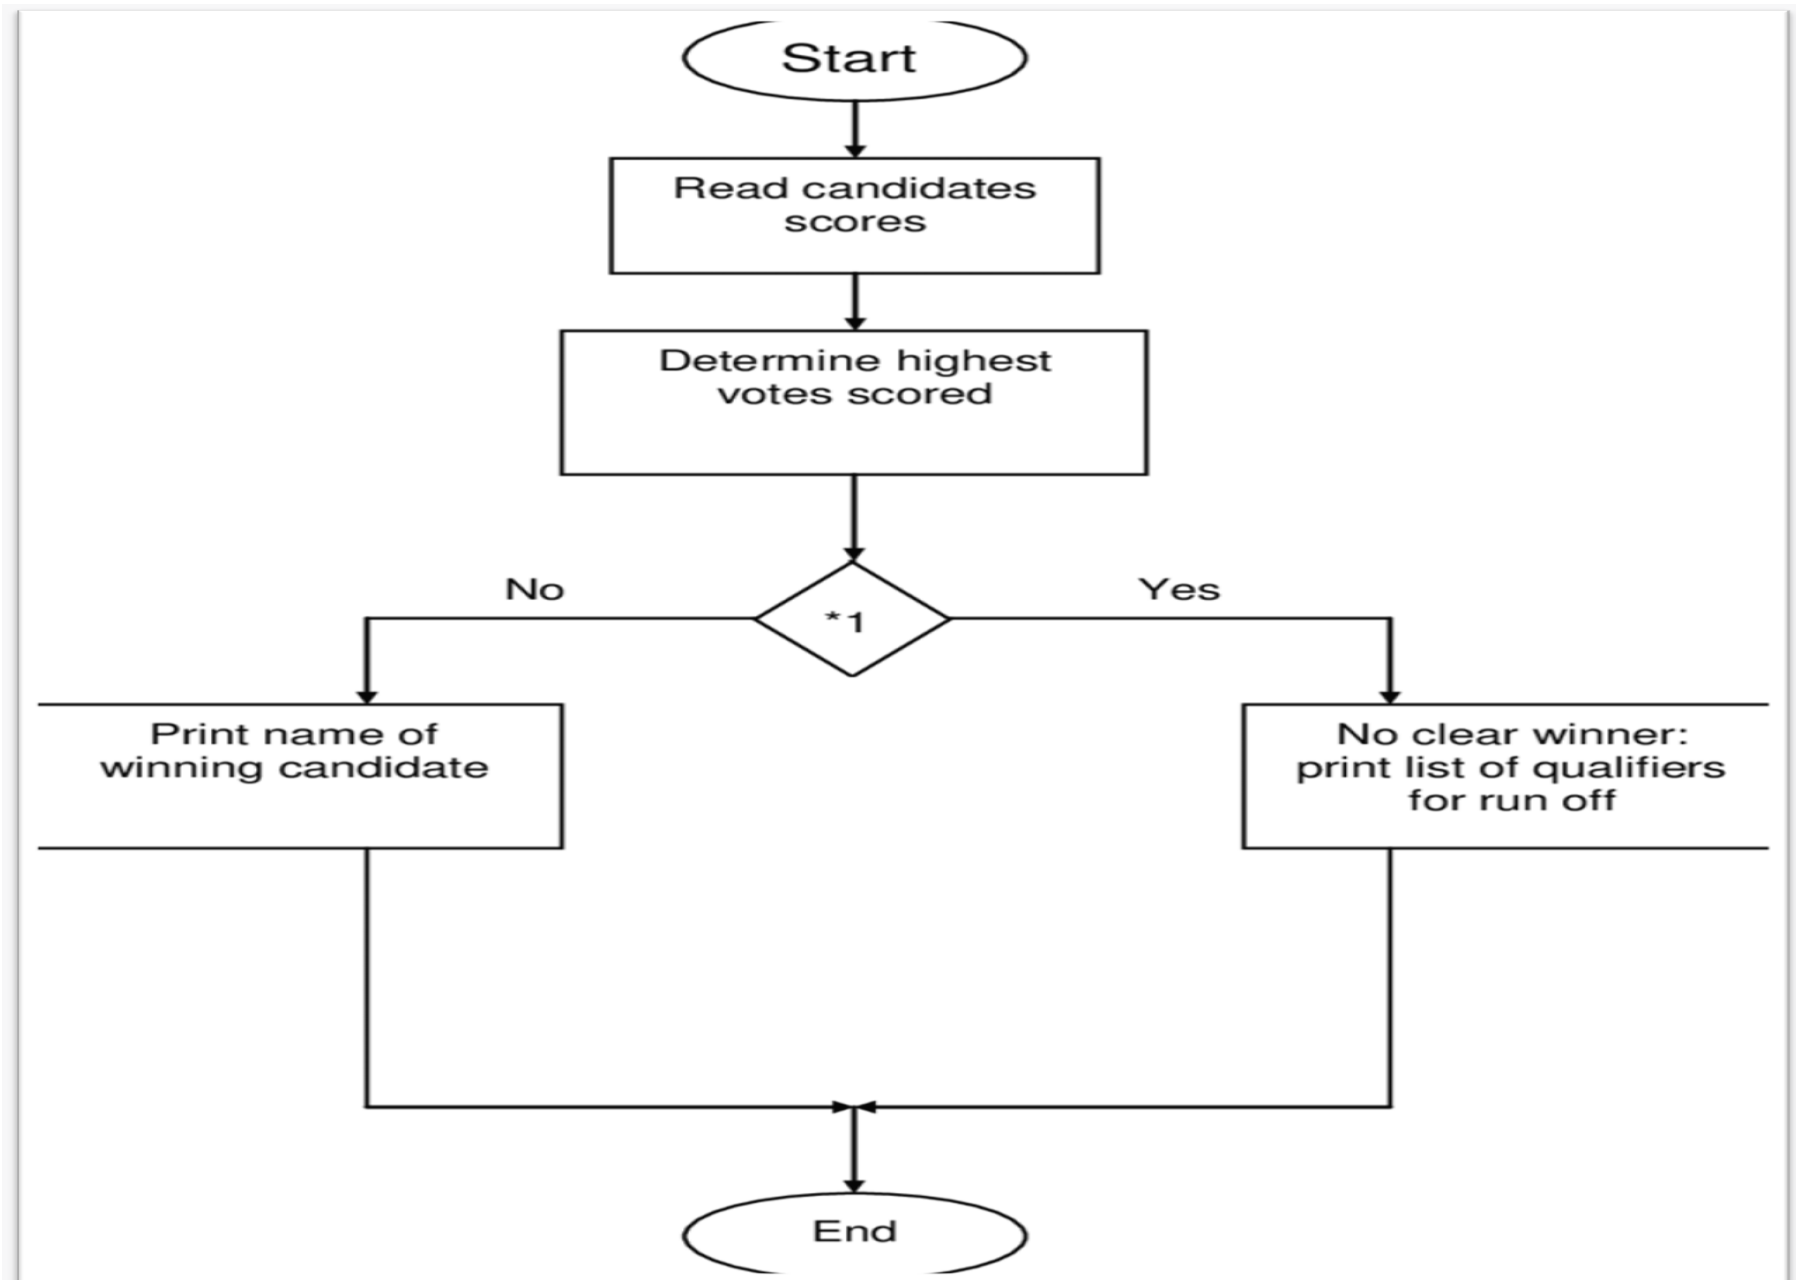 Start
Read candidates
scores
Determine highest
votes scored
No
Yes
*1
Print name of
winning candidate
No clear winner:
print list of qualifiers
for run off
End